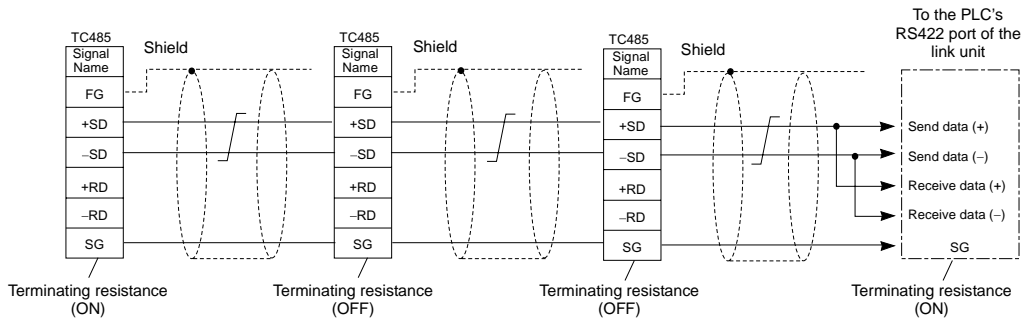 To the PLC's
RS422 port of the
link unit
TC485
Signal
Name
FG
+SD
−SD
+RD
−RD
SG
Shield
Terminating resistance
(ON)
TC485
Signal
Name
FG
+SD
−SD
+RD
−RD
SG
Shield
Terminating resistance
(OFF)
TC485
Signal
Name
FG
+SD
−SD
+RD
−RD
SG
Shield
Terminating resistance
(OFF)
Send data (+)
Send data (−)
Receive data (+)
Receive data (−)
SG
Terminating resistance
(ON)